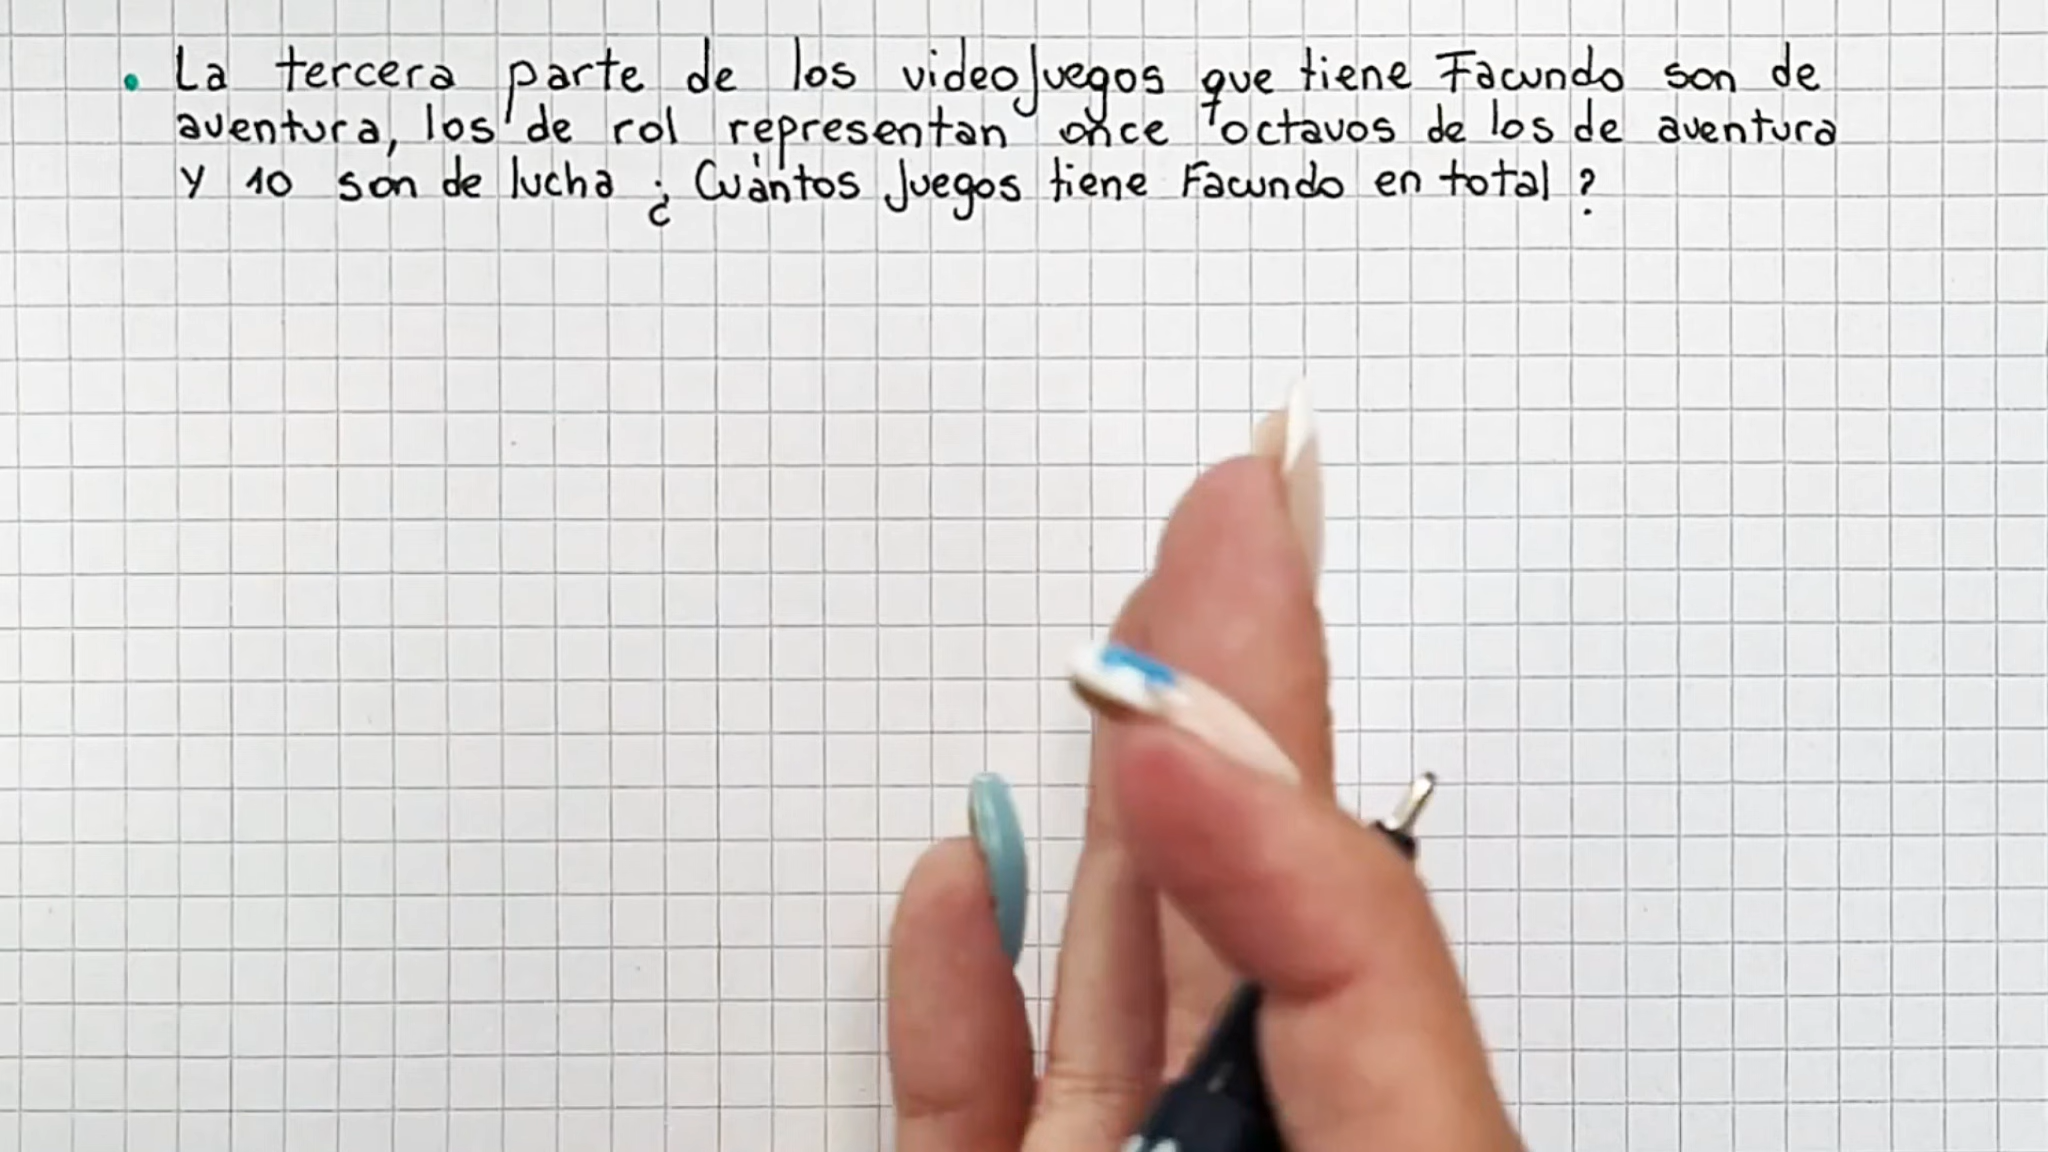 • La tercera parte de los videojuegos que tiene Facundo son de
aventura, los de rol representan once octavos de los de aventura
y 10 son de lucha ¿Cuántos juegos tiene Facundo en total?